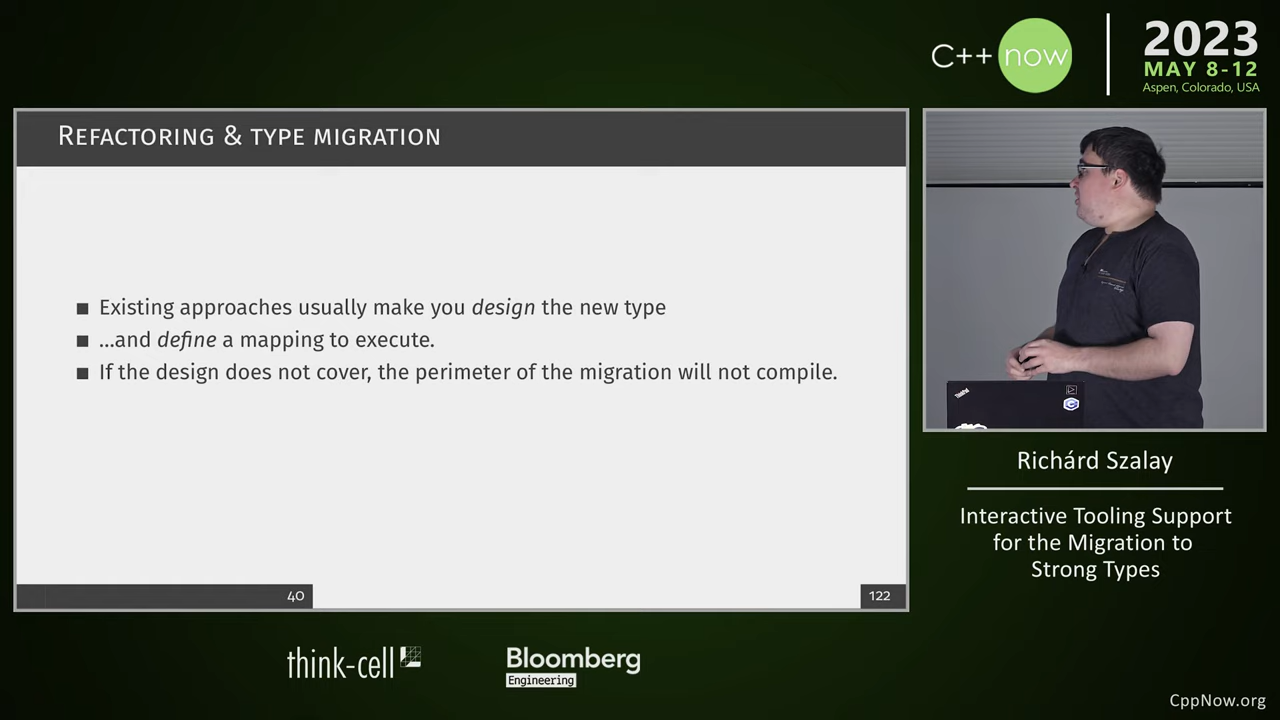 C++ now
2023
MAY 8-12
Aspen, Colorado, USA
REFACTORING & TYPE MIGRATION
■ Existing approaches usually make you design the new type
■ …and define a mapping to execute.
■ If the design does not cover, the perimeter of the migration will not compile.
40
122
ThinkPad
Richárd Szalay
Interactive Tooling Support
for the Migration to
Strong Types
think-cell
Bloomberg
Engineering
CppNow.org